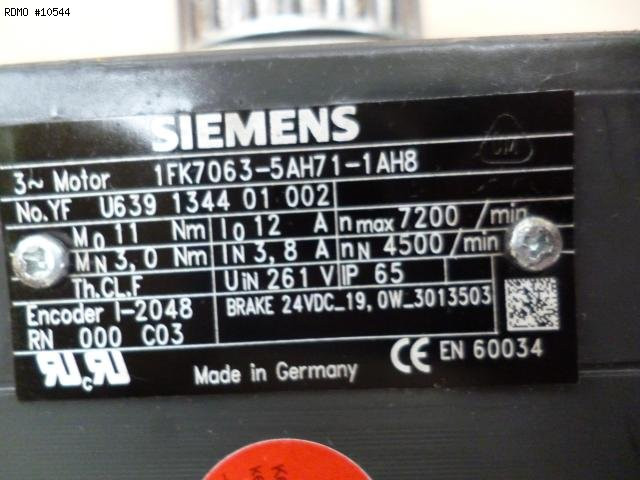 RDMO #10544
SIEMENS
3~ Motor 1FK7063-5AH71-1AH8
No.YF U639 1344 01 002
M0 11 Nm I0 12 A nmax 7200 /min
MN 3,0 Nm IN 3,8 A nN 4500 /min
Th.CL.F UIN 261 V IP 65
Encoder I-2048 BRAKE 24VDC_19,0W_3013503
RN 000 C03
CE EN 60034
Made in Germany